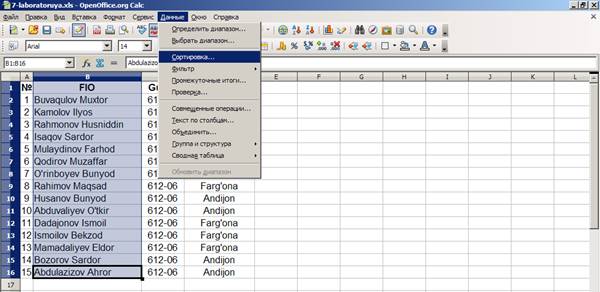 7-laboratoruya.xls - OpenOffice.org Calc
Файл Правка Вид Вставка Формат Сервис Данные Окно Справка
Определить диапазон...
Выбрать диапазон...
Сортировка...
Фильтр
Промежуточные итоги...
Проверка...
Совмещенные операции...
Текст по столбцам...
Объединить...
Группа и структура
Сводная таблица
Обновить диапазон
Arial 14
B1:B16 Abdulazizo
A B D E F G H I J K L
1 № FIO Gu
2 1 Buvaqulov Muxtor 61
3 2 Kamolov Ilyos 61
4 3 Rahmonov Husniddin 61
5 4 Isaqov Sardor 61
6 5 Mulaydinov Farhod 61
7 6 Qodirov Muzaffar 61
8 7 O'rinboyev Bunyod 61
9 8 Rahimov Maqsad 612-06 Farg'ona
10 9 Husanov Bunyod 612-06 Andijon
11 10 Abduvaliyev O'tkir 612-06 Andijon
12 11 Dadajonov Ismoil 612-06 Farg'ona
13 12 Ismoilov Bekzod 612-06 Farg'ona
14 13 Mamadaliyev Eldor 612-06 Farg'ona
15 14 Bozorov Sardor 612-06 Andijon
16 15 Abdulazizov Ahror 612-06 Andijon